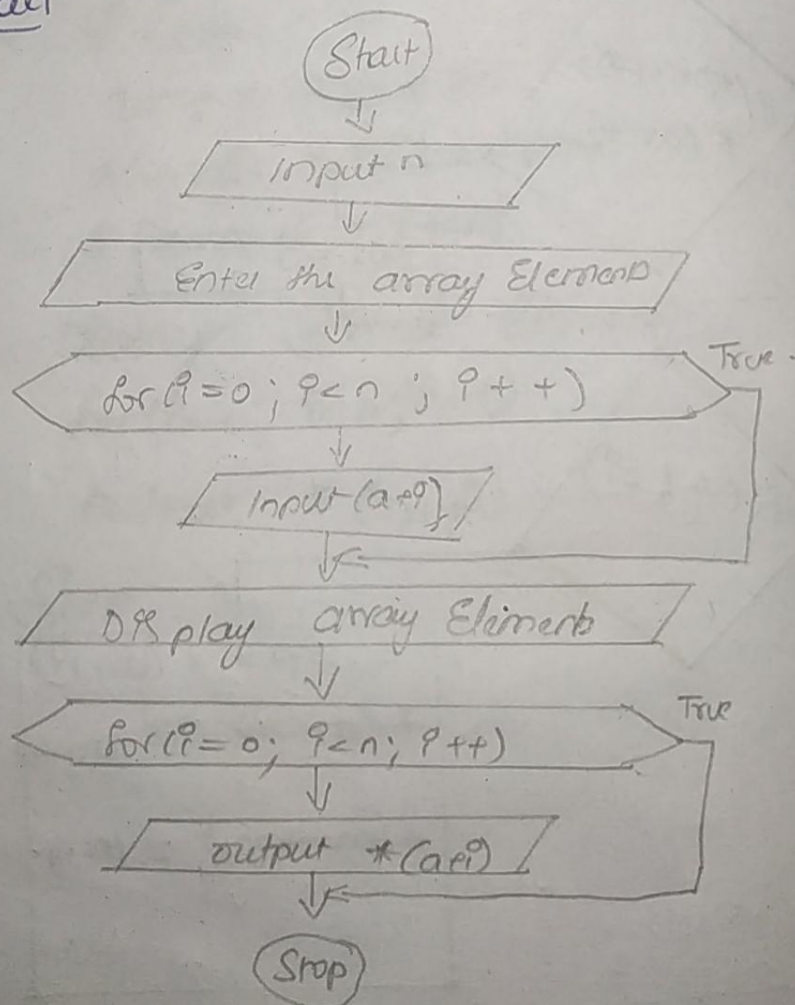 Start
Input n
Enter the array Elements
True
for(i=0; i<n; i++)
Input (a+i)
Display array Elements
True
for(i=0; i<n; i++)
output *(a+i)
Stop